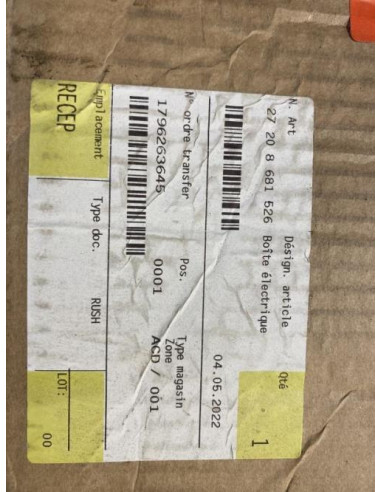 N. Art Désign. article Qté
27 20 8 681 526 Boîte électrique 1
04.05.2022
N° ordre transfer Pos. Type magasin
Zone
1796263645 0001 ACD / 001
Emplacement Type doc. RUSH LOT:
RECEP 00